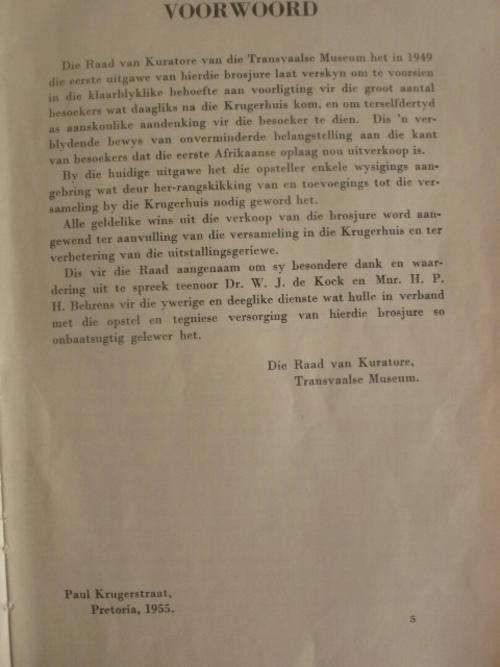 VOORWOORD
Die Raad van Kuratore van die Transvaalse Museum het in 1949
die eerste uitgawe van hierdie brosjure laat verskyn om te voorsien
in die klaarblyklike behoefte aan voorligting vir die groot aantal
besoekers wat daagliks na die Krugerhuis kom, en om terselfdertyd
as aanskoulike aandenking vir die besoeker te dien. Dis 'n ver-
blydende bewys van onverminderde belangstelling aan die kant
van besoekers dat die eerste Afrikaanse oplaag nou uitverkoop is.
By die huidige uitgawe het die opsteller enkele wysigings aan-
gebring wat deur her-rangskikking van en toevoegings tot die ver-
sameling by die Krugerhuis nodig geword het.
Alle geldelike wins uit die verkoop van die brosjure word aan-
gewend ter aanvulling van die versameling in die Krugerhuis en ter
verbetering van die uitstallingsgeriewe.
Dis vir die Raad aangenaam om sy besondere dank en waar-
dering uit te spreek teenoor Dr. W. J. de Kock en Mnr. H. P.
H. Behrens vir die ywerige en deeglike dienste wat hulle in verband
met die opstel en tegniese versorging van hierdie brosjure so
onbaatsugtig gelewer het.
Die Raad van Kuratore,
Transvaalse Museum.
Paul Krugerstraat,
Pretoria, 1955.
5